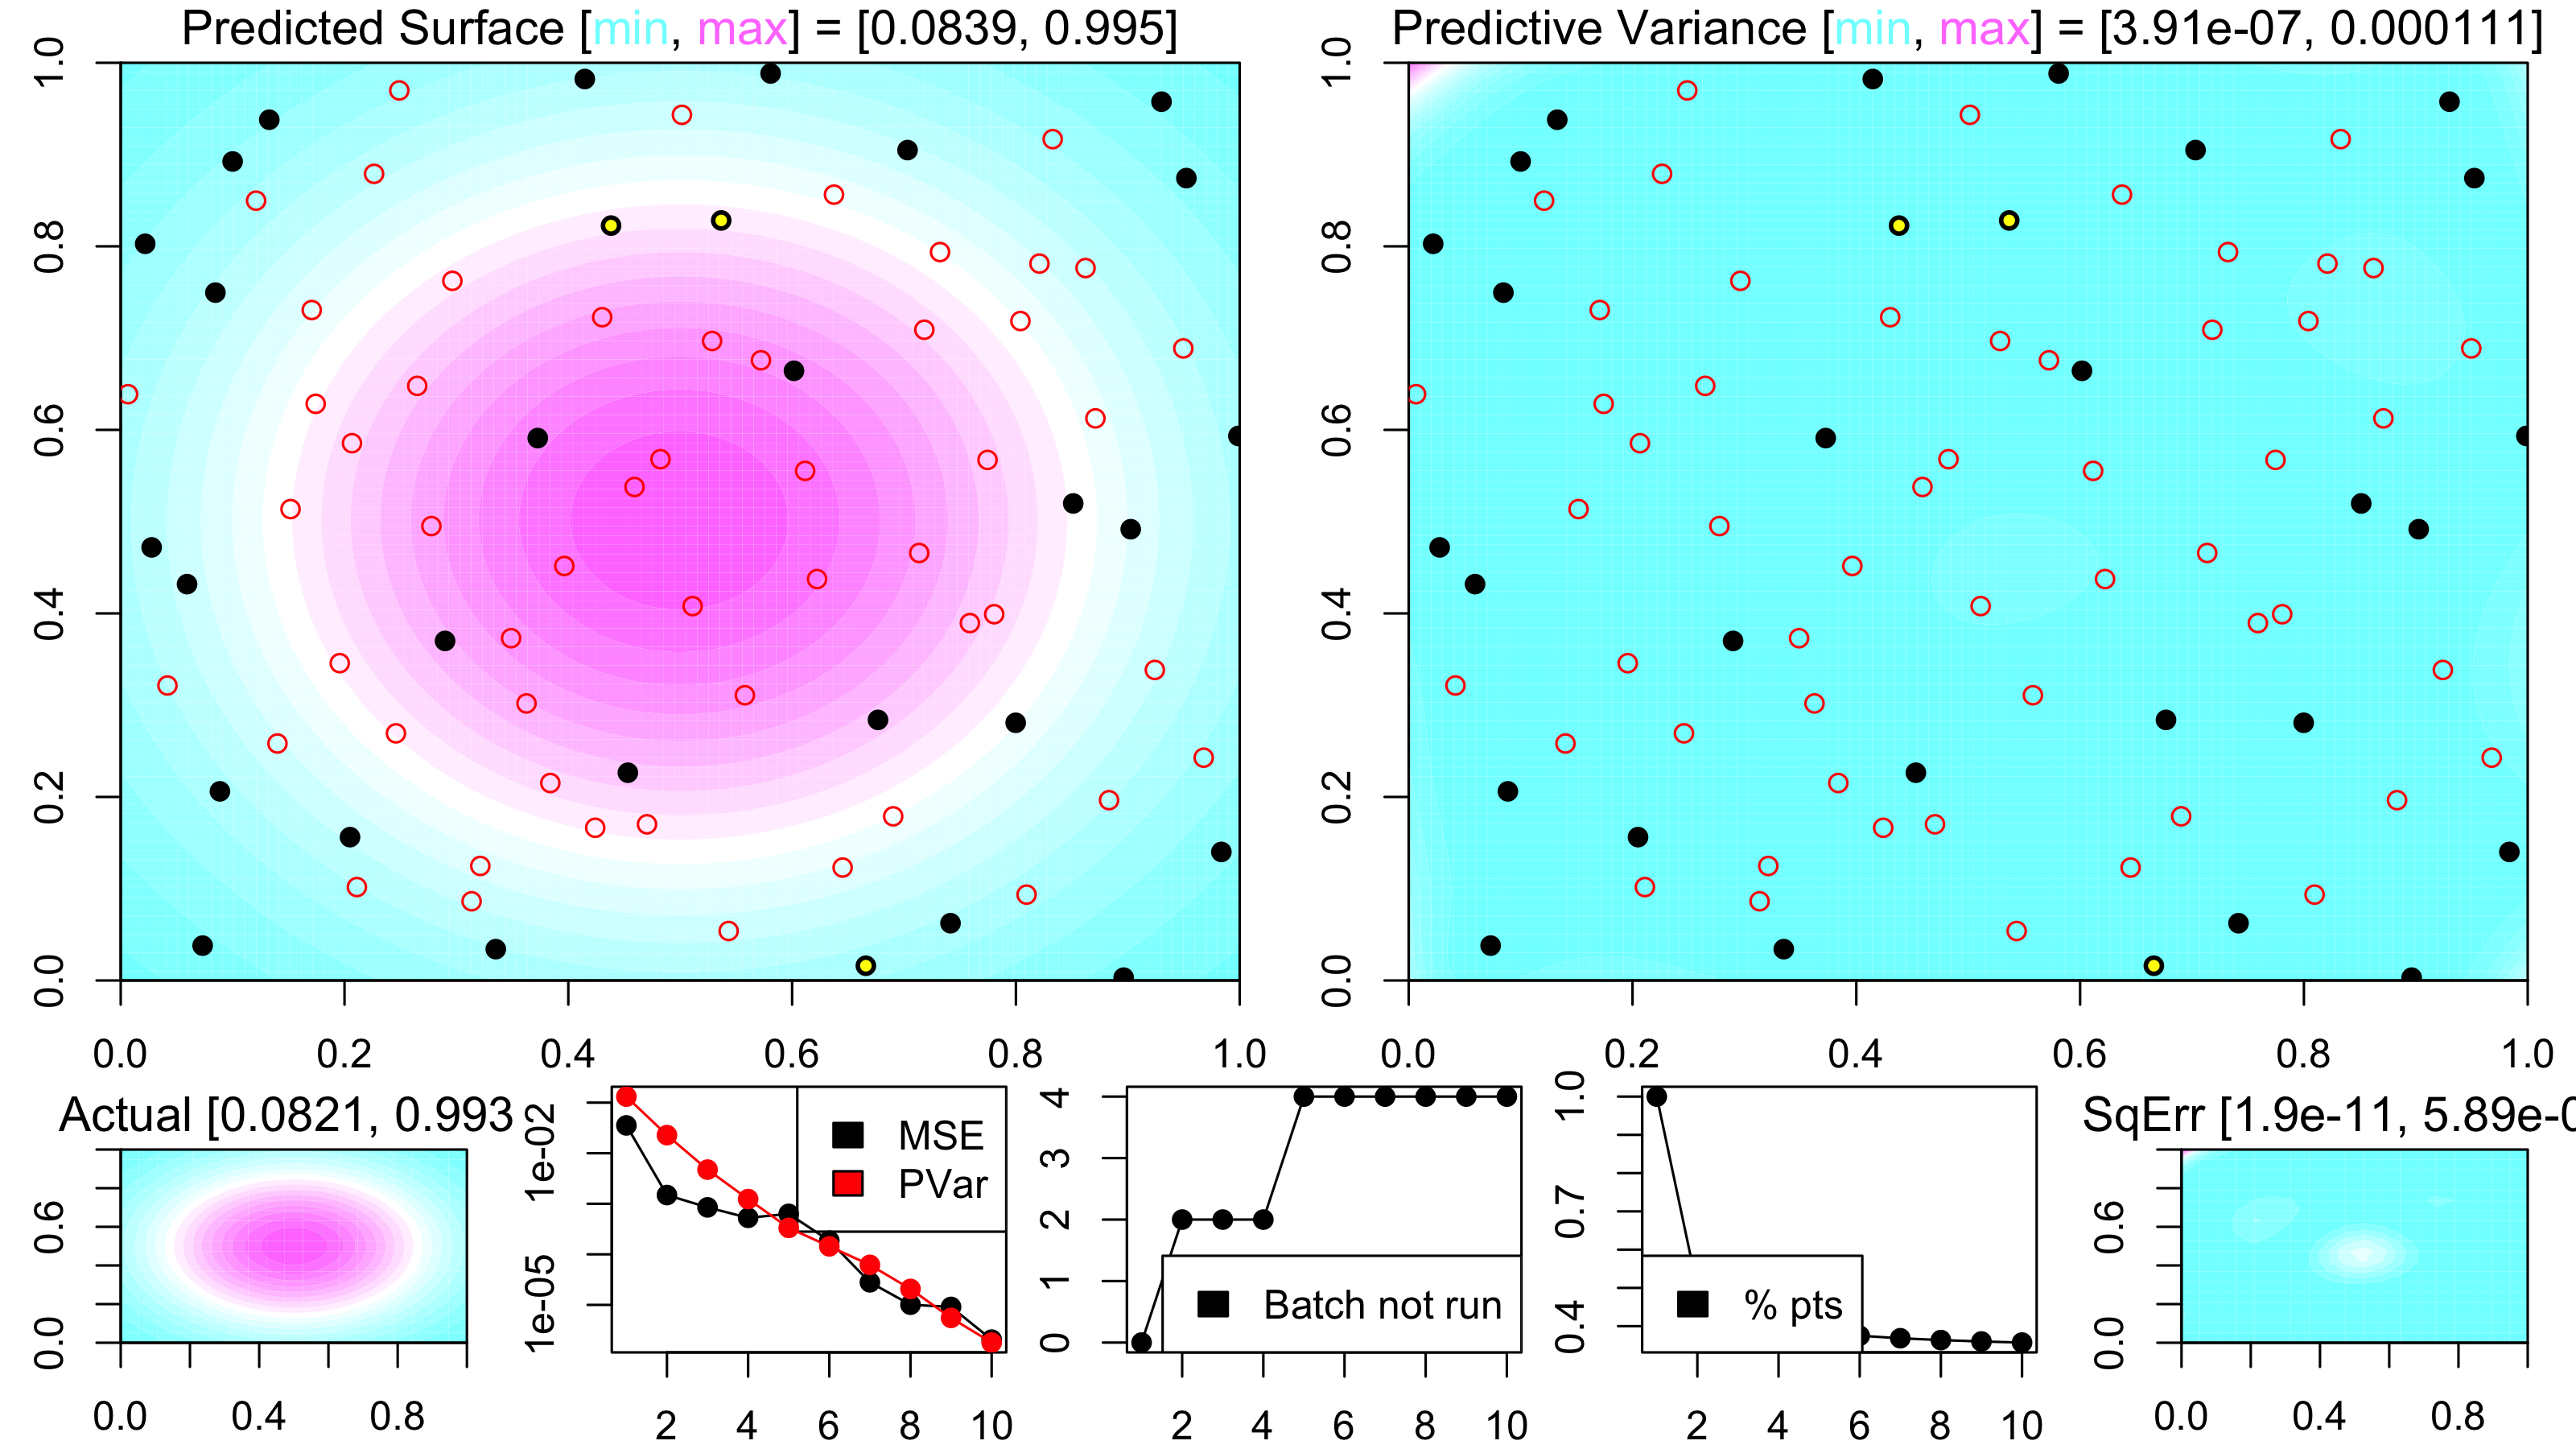 Predicted Surface [min, max] = [0.0839, 0.995]
1.0
0.8
0.6
0.4
0.2
0.0
0.0 0.2 0.4 0.6 0.8 1.0
Predictive Variance [min, max] = [3.91e-07, 0.000111]
1.0
0.8
0.6
0.4
0.2
0.0
0.0 0.2 0.4 0.6 0.8 1.0
Actual [0.0821, 0.993
0.6
0.0
0.0 0.4 0.8
1e-02
1e-05
MSE
PVar
2 4 6 8 10
4
3
2
1
0
Batch not run
2 4 6 8 10
1.0
0.7
0.4
% pts
2 4 6 8 10
SqErr [1.9e-11, 5.89e-0
0.6
0.0
0.0 0.4 0.8